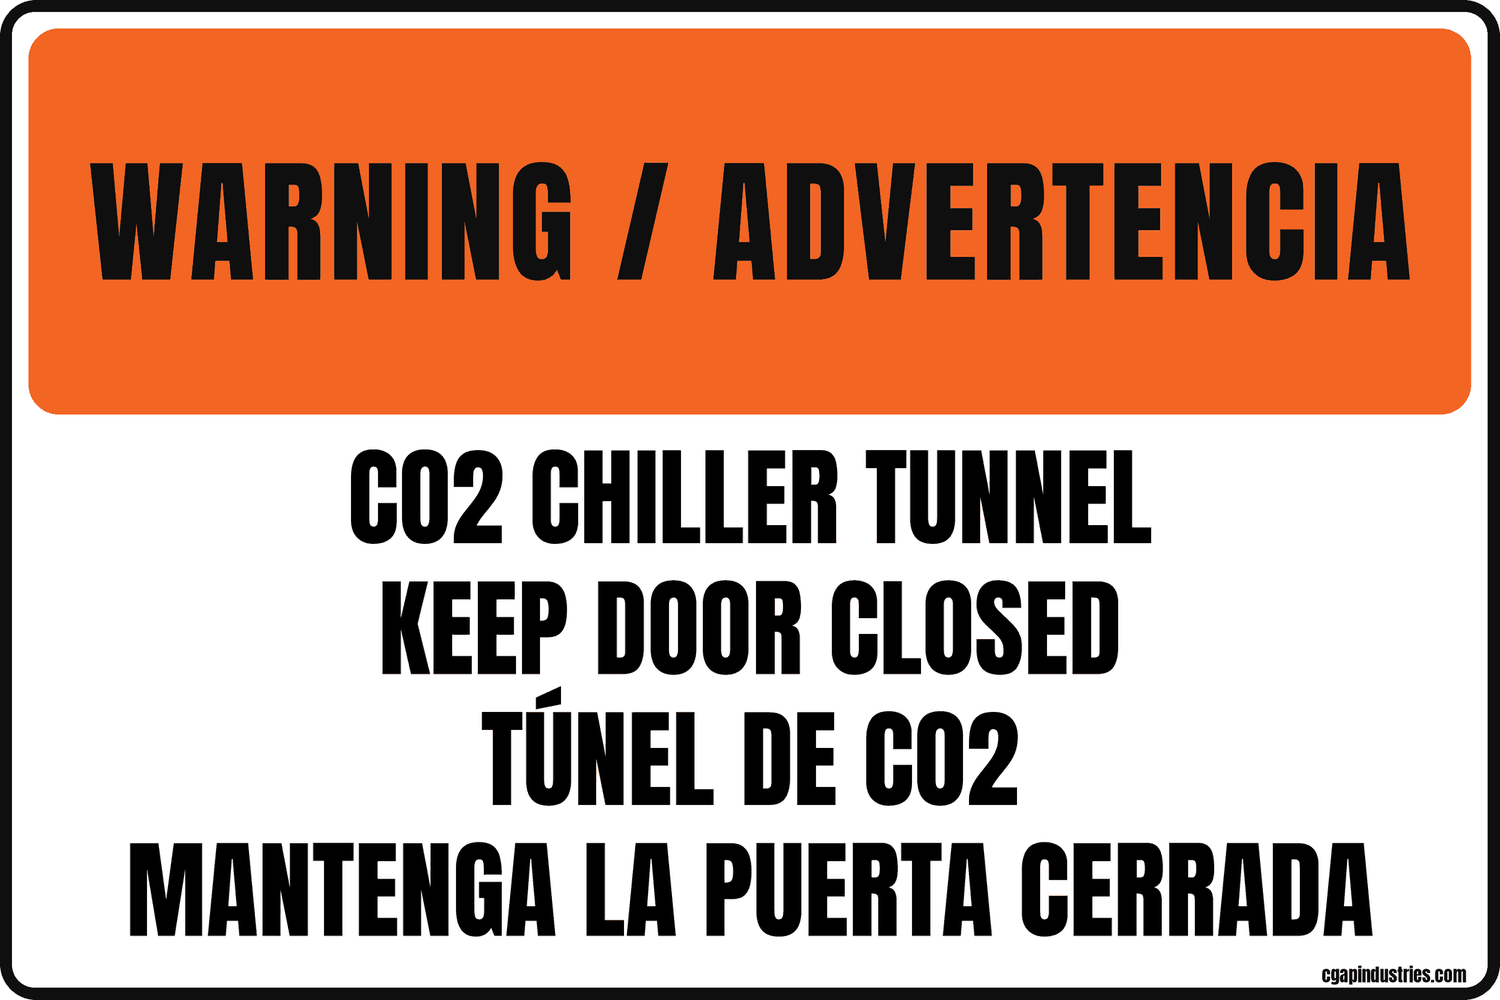 WARNING / ADVERTENCIA
CO2 CHILLER TUNNEL
KEEP DOOR CLOSED
TÚNEL DE CO2
MANTENGA LA PUERTA CERRADA
cgapindustries.com